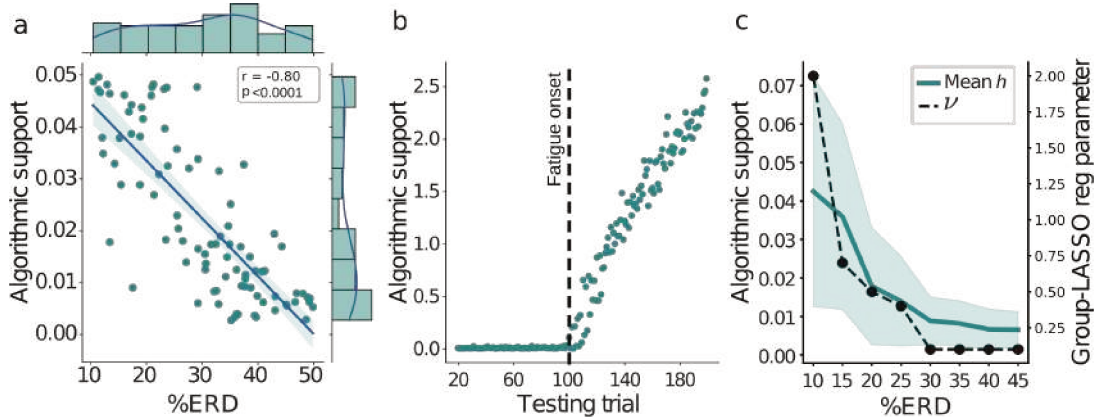 a
r = -0.80
p<0.0001
Algorithmic support
0.05
0.04
0.03
0.02
0.01
0.00
10 20 30 40 50
%ERD
b
Fatigue onset
Algorithmic support
2.5
2.0
1.5
1.0
0.5
0.0
20 60 100 140 180
Testing trial
c
Mean h
ν
Algorithmic support
0.07
0.06
0.05
0.04
0.03
0.02
0.01
0.00
10 15 20 25 30 35 40 45
%ERD
2.00
1.75
1.50
1.25
1.00
0.75
0.50
0.25
Group-LASSO reg parameter